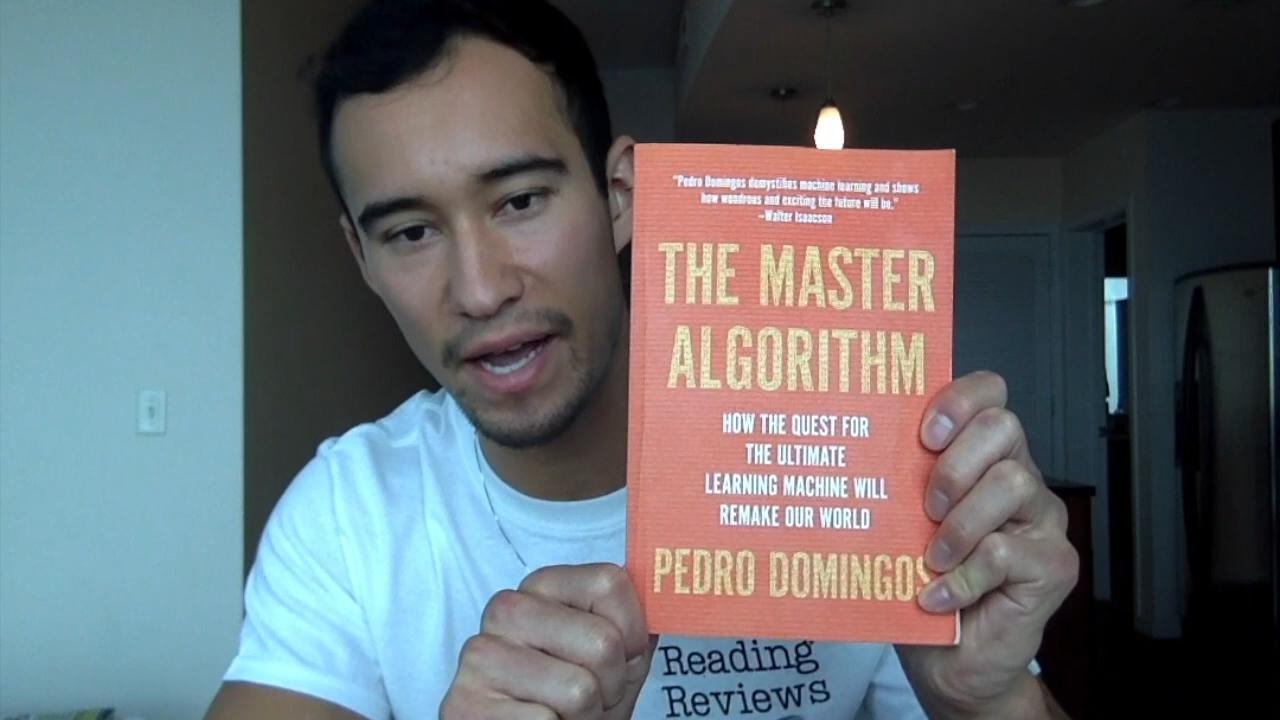 "Pedro Domingos demystifies machine learning and shows
how wondrous and exciting the future will be."
–Walter Isaacson
THE MASTER
ALGORITHM
HOW THE QUEST FOR
THE ULTIMATE
LEARNING MACHINE WILL
REMAKE OUR WORLD
PEDRO DOMINGOS
Reading
Reviews